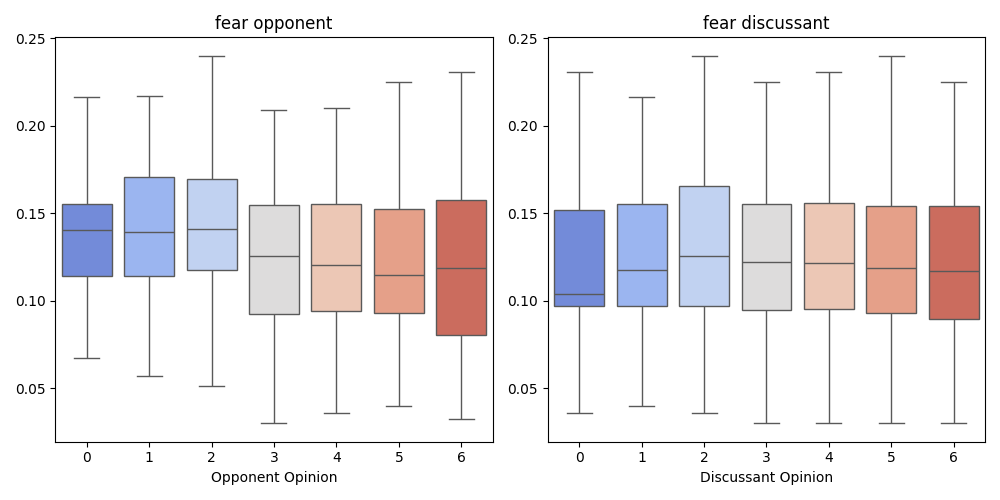 fear opponent
0.25
0.20
0.15
0.10
0.05
0 1 2 3 4 5 6
Opponent Opinion
fear discussant
0.25
0.20
0.15
0.10
0.05
0 1 2 3 4 5 6
Discussant Opinion